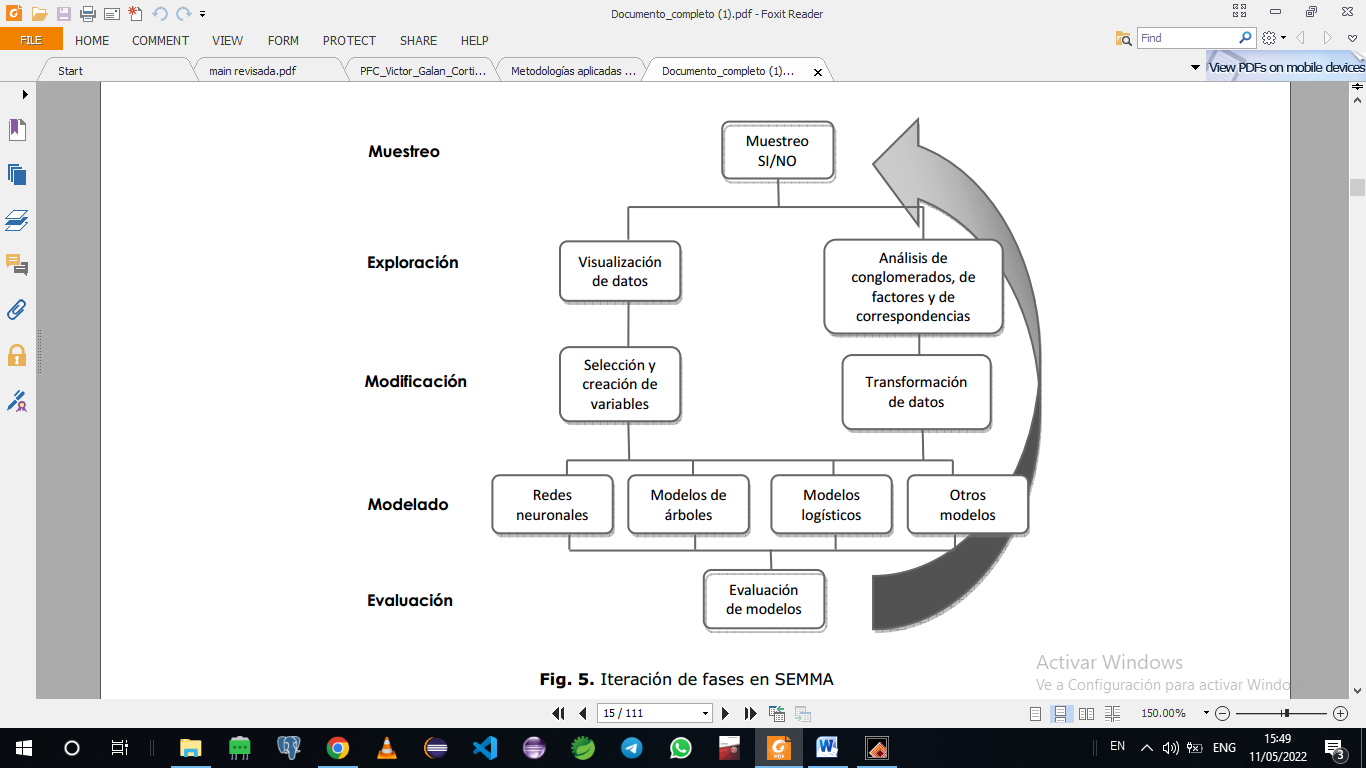 Documento_completo (1).pdf - Foxit Reader
FILE HOME COMMENT VIEW FORM PROTECT SHARE HELP
Find
Start
main revisada.pdf
PFC_Victor_Galan_Corti...
Metodologías aplicadas ...
Documento_completo (1)...
View PDFs on mobile devices
Muestreo
Muestreo
SI/NO
Exploración
Visualización
de datos
Análisis de
conglomerados, de
factores y de
correspondencias
Modificación
Selección y
creación de
variables
Transformación
de datos
Modelado
Redes
neuronales
Modelos de
árboles
Modelos
logísticos
Otros
modelos
Evaluación
Evaluación
de modelos
Fig. 5. Iteración de fases en SEMMA
Activar Windows
Ve a Configuración para activar Windows.
15 / 111
150.00%
EN
ENG
15:49
11/05/2022
3